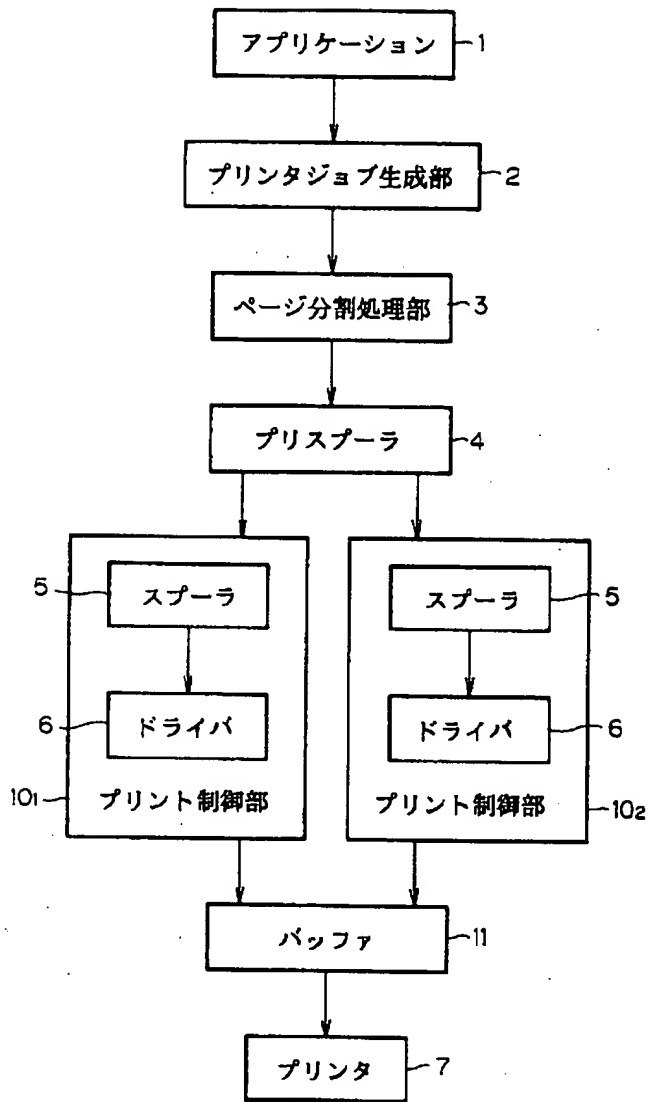 アプリケーション 1
プリンタジョブ生成部 2
ページ分割処理部 3
プリスプーラ 4
5 スプーラ
スプーラ 5
6 ドライバ
ドライバ 6
10₁ プリント制御部
プリント制御部 10₂
バッファ 11
プリンタ 7